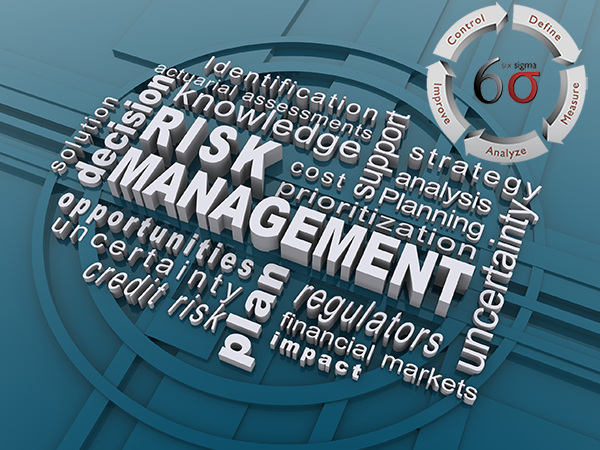 Control
Define
six sigma
6σ
Improve
Measure
Analyze
Identification
actuarial assessments
knowledge
solution
decision
RISK
MANAGEMENT
support
strategy
cost
analysis
prioritization
Planning
opportunities
uncertainty
uncertainty
credit risk
plan
regulators
financial markets
impact